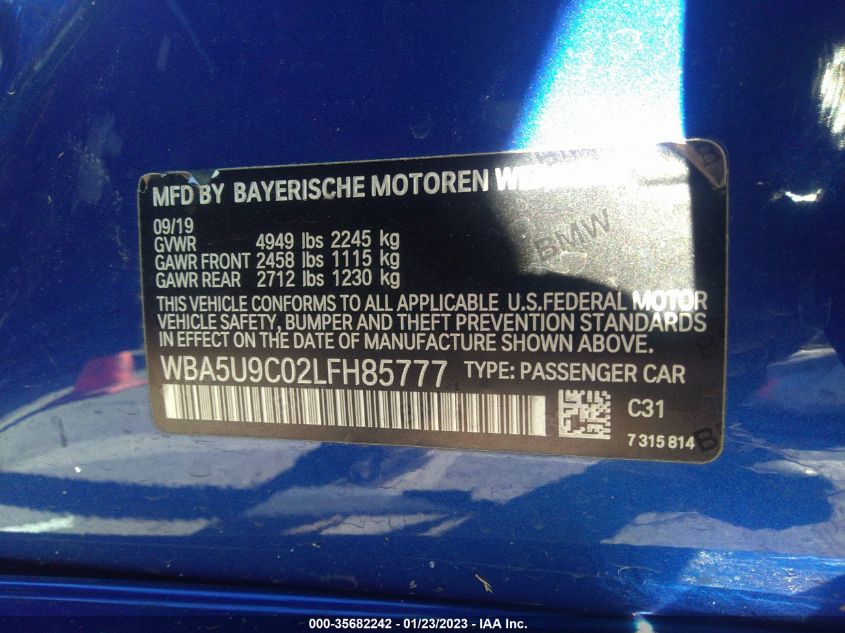 MFD BY BAYERISCHE MOTOREN
09/19
GVWR 4949 lbs 2245 kg
GAWR FRONT 2458 lbs 1115 kg
GAWR REAR 2712 lbs 1230 kg
BMW
THIS VEHICLE CONFORMS TO ALL APPLICABLE U.S.FEDERAL MOTOR
VEHICLE SAFETY, BUMPER AND THEFT PREVENTION STANDARDS
IN EFFECT ON THE DATE OF MANUFACTURE SHOWN ABOVE.
WBA5U9C02LFH85777 TYPE: PASSENGER CAR
C31
7 315 814
000-35682242 - 01/23/2023 - IAA Inc.